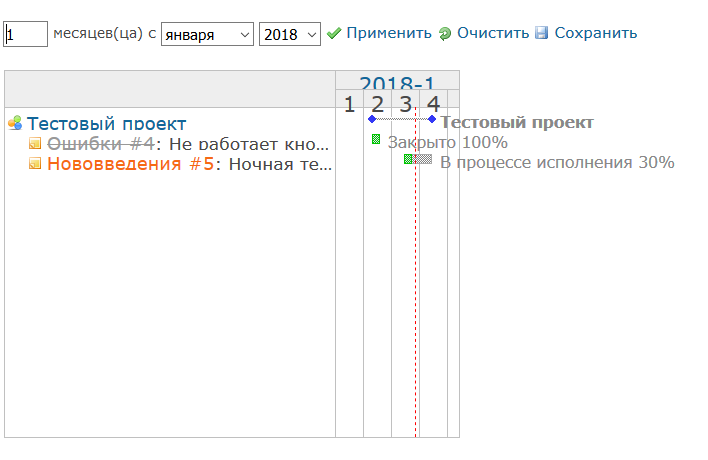 1 месяцев(ца) с января 2018 Применить Очистить Сохранить
2018-1
1 2 3 4
Тестовый проект Тестовый проект
Ошибки #4: Не работает кно... Закрыто 100%
Нововведения #5: Ночная те... В процессе исполнения 30%